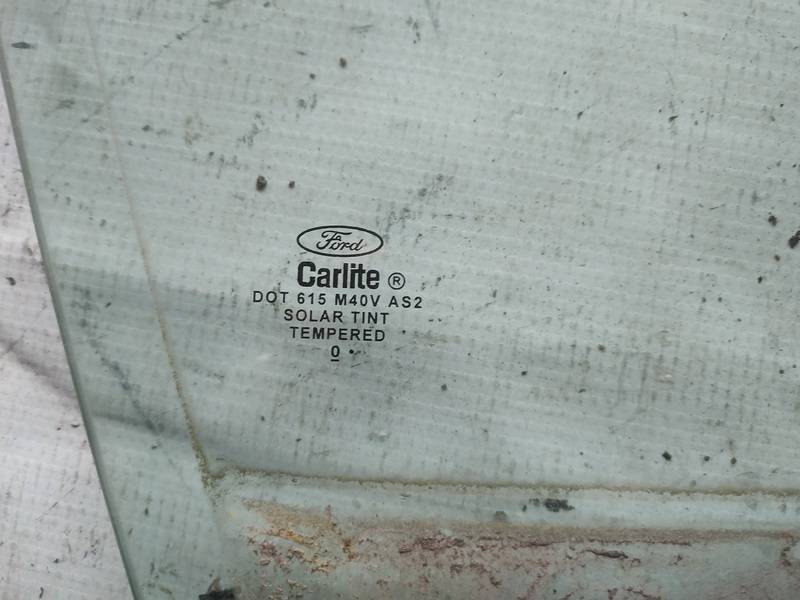 Ford
Carlite ®
DOT 615 M40V AS2
SOLAR TINT
TEMPERED
0